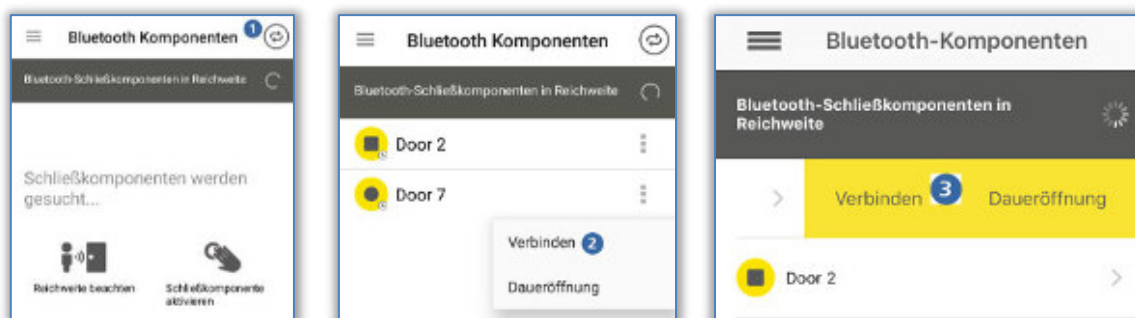 Bluetooth Komponenten 1
Bluetooth-Schließkomponenten in Reichweite
Schließkomponenten werden
gesucht...
Reichweite beachten
Schließkomponente
aktivieren
Bluetooth Komponenten
Bluetooth-Schließkomponenten in Reichweite
Door 2
Door 7
Verbinden 2
Daueröffnung
Bluetooth-Komponenten
Bluetooth-Schließkomponenten in
Reichweite
Verbinden 3 Daueröffnung
Door 2